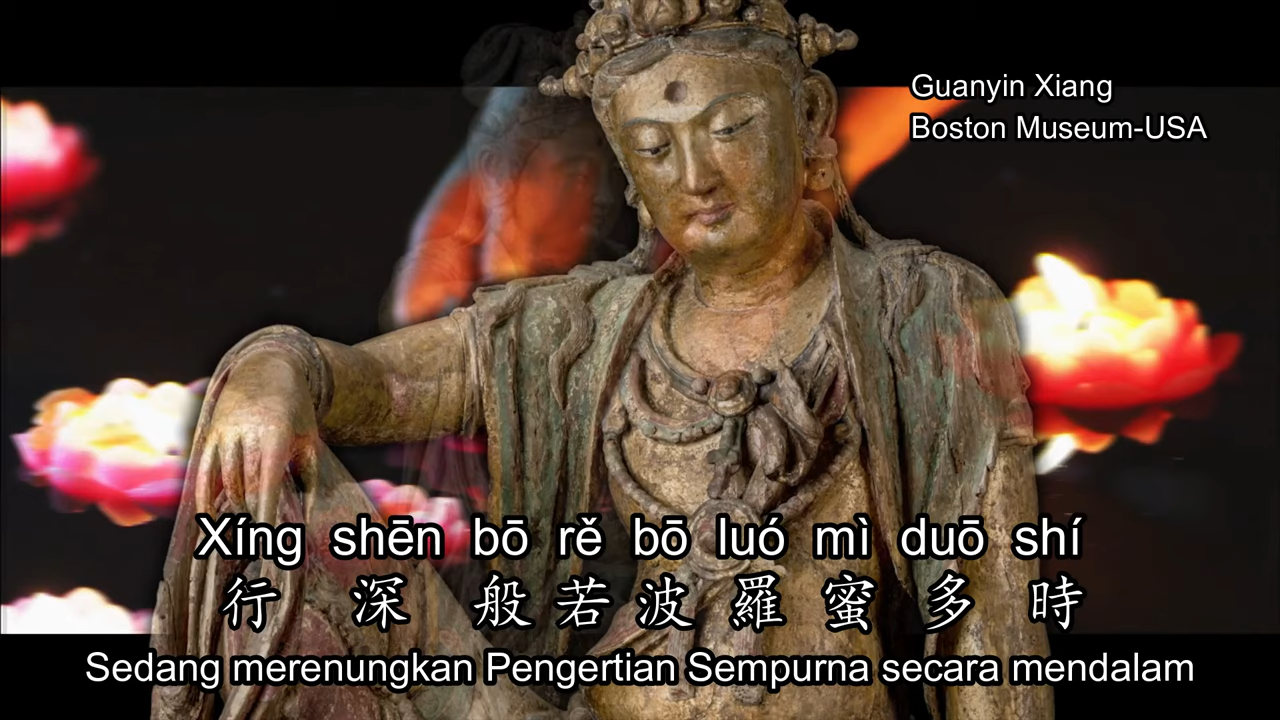 Guanyin Xiang
Boston Museum-USA
Xíng shēn bō rě bō luó mì duō shí
行 深 般 若 波 羅 蜜 多 時
Sedang merenungkan Pengertian Sempurna secara mendalam